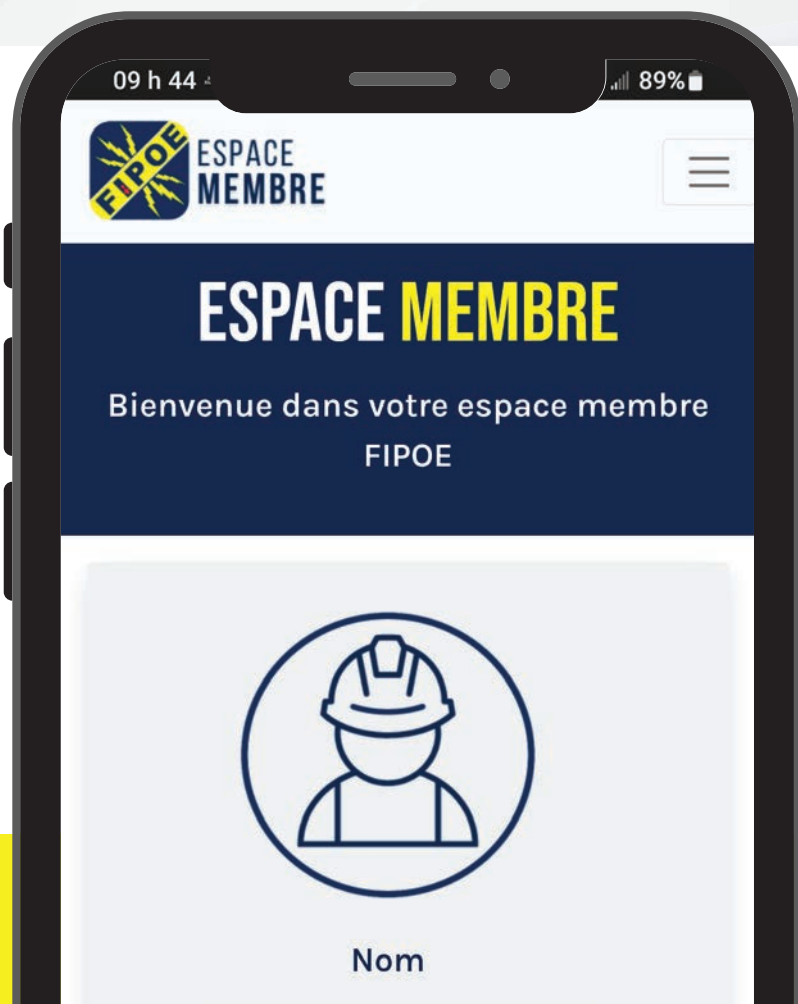 09 h 44
89%
FIPOE
ESPACE
MEMBRE
ESPACE MEMBRE
Bienvenue dans votre espace membre
FIPOE
Nom